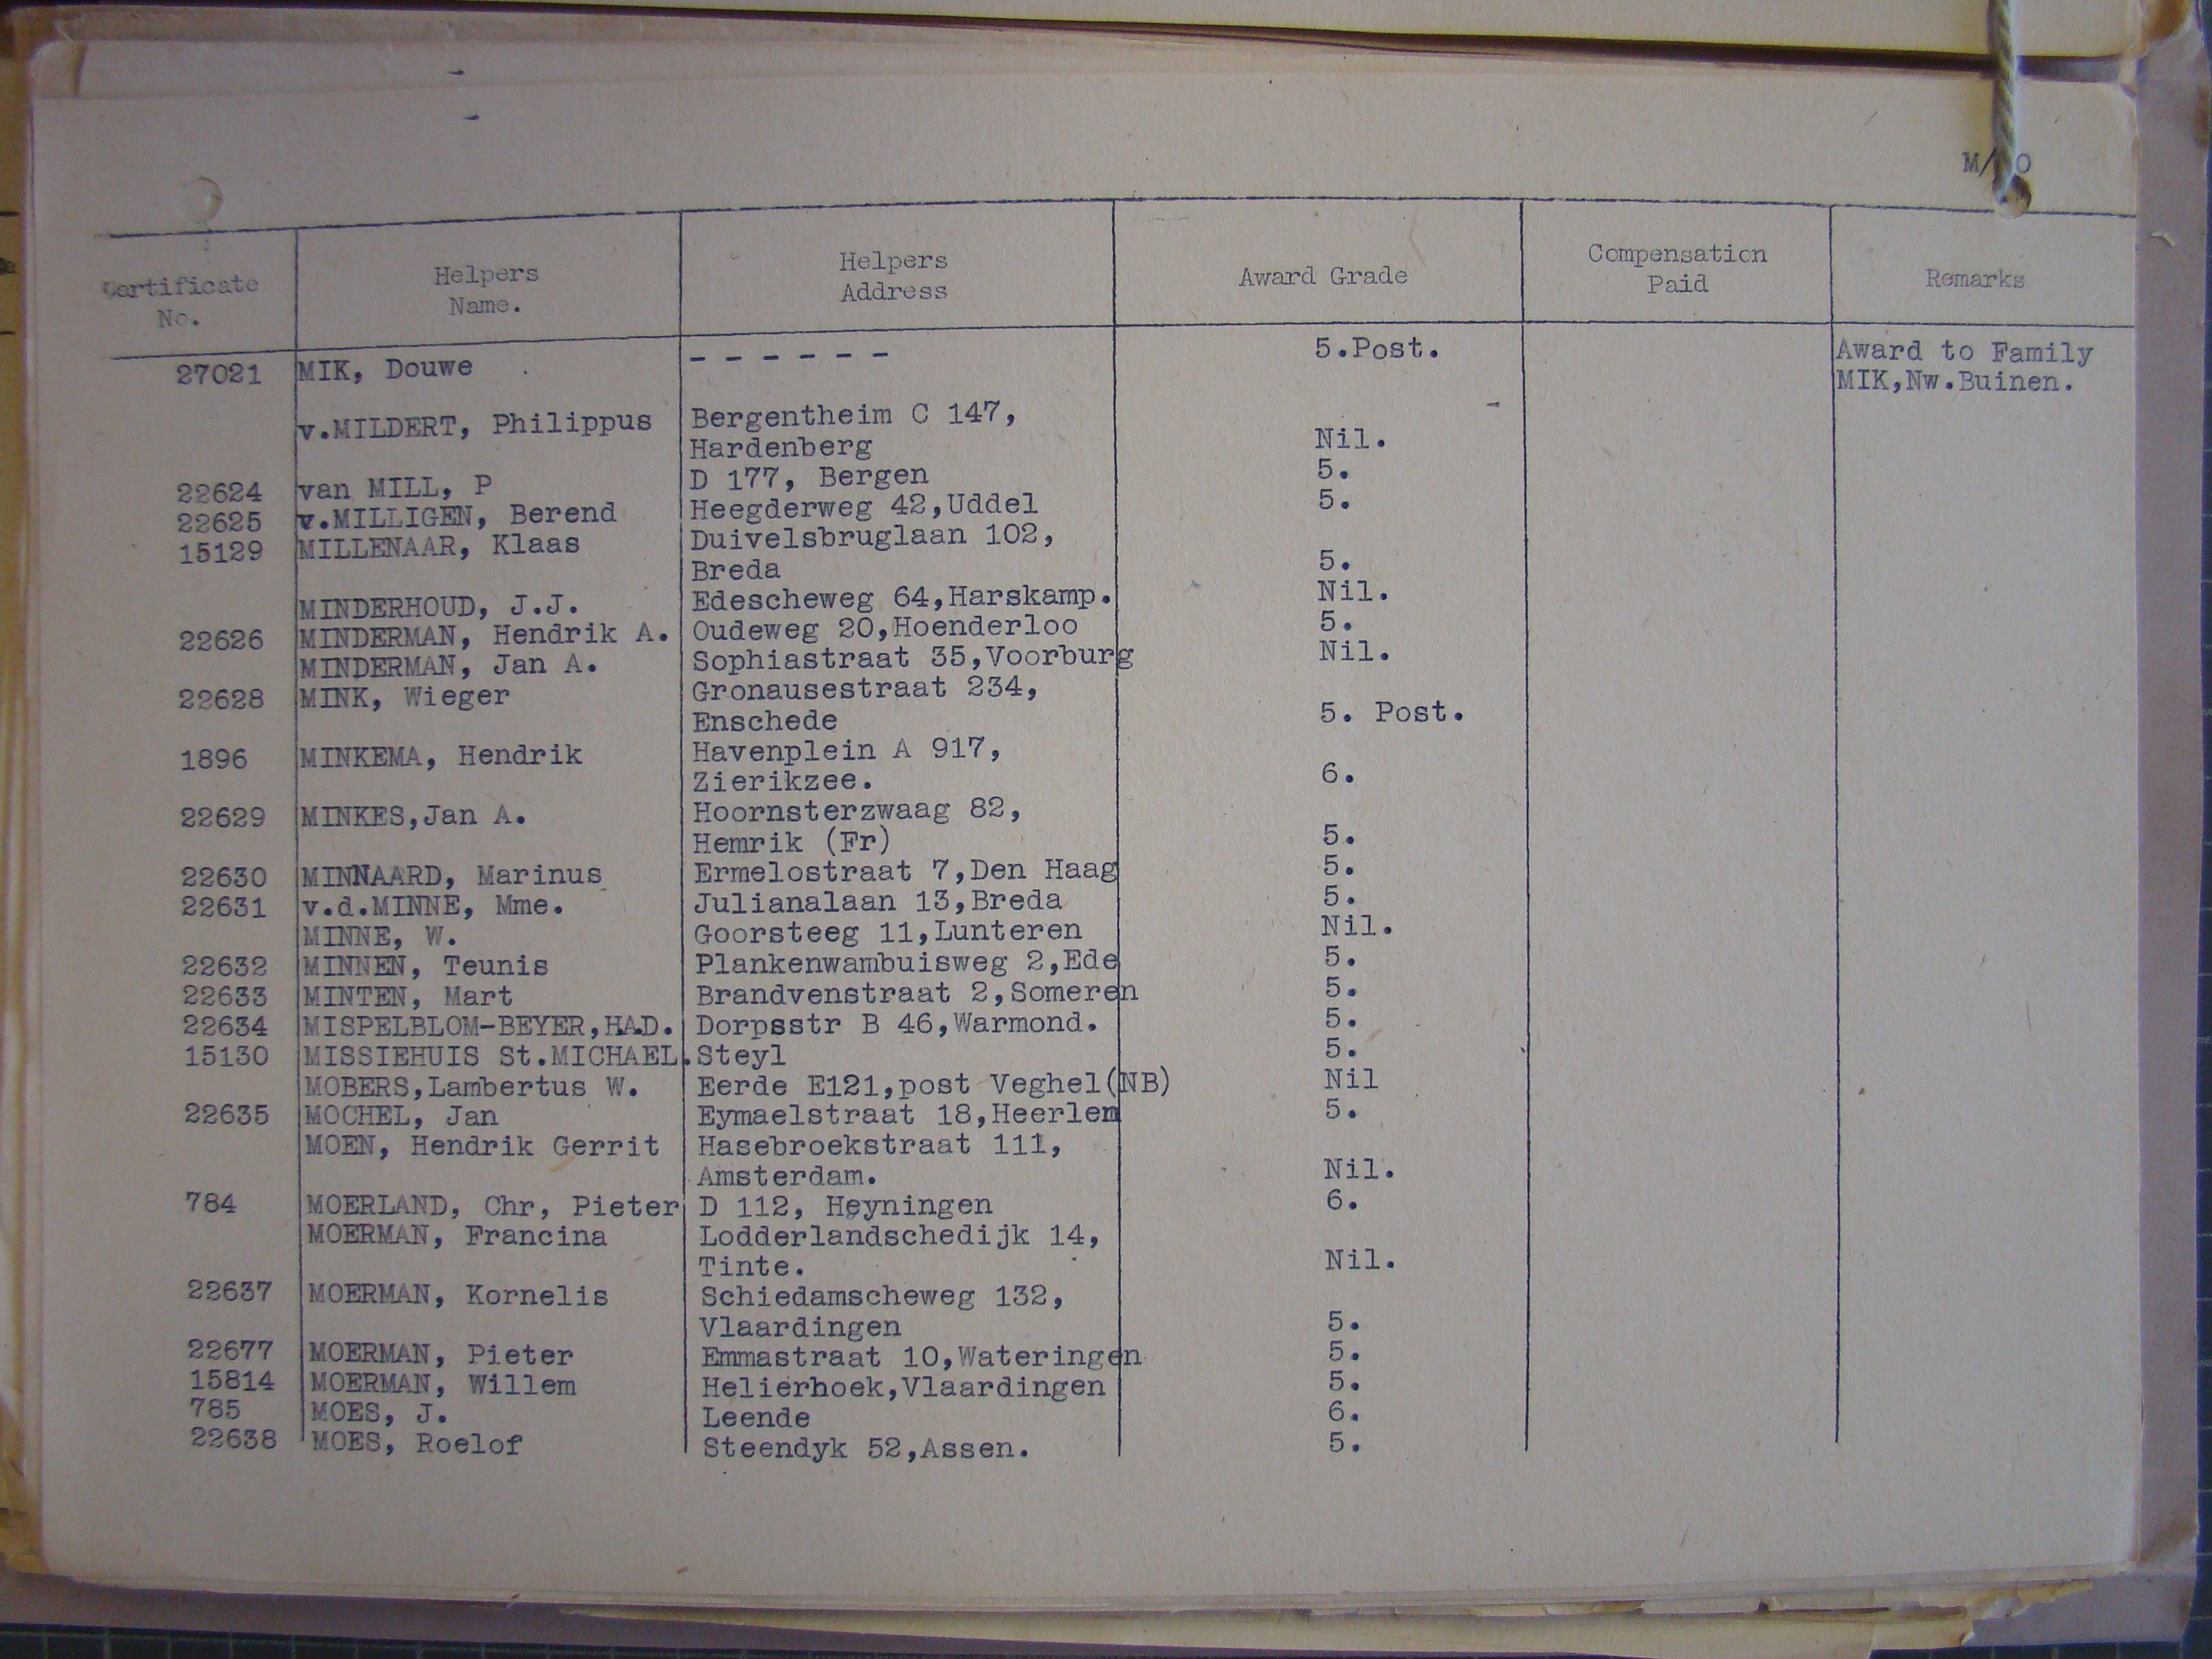 Certificate No. Helpers Name. Helpers Address Award Grade Compensation Paid Remarks
27021 MIK, Douwe - - - - - - 5.Post. Award to Family
MIK,Nw.Buinen.
v.MILDERT, Philippus Bergentheim C 147,
Hardenberg Nil.
22624 van MILL, P D 177, Bergen 5.
22625 v.MILLIGEN, Berend Heegderweg 42,Uddel 5.
15129 MILLENAAR, Klaas Duivelsbruglaan 102,
Breda 5.
MINDERHOUD, J.J. Edescheweg 64,Harskamp. Nil.
22626 MINDERMAN, Hendrik A. Oudeweg 20,Hoenderloo 5.
MINDERMAN, Jan A. Sophiastraat 35,Voorburg Nil.
22628 MINK, Wieger Gronausestraat 234,
Enschede 5. Post.
1896 MINKEMA, Hendrik Havenplein A 917,
Zierikzee. 6.
22629 MINKES,Jan A. Hoornsterzwaag 82,
Hemrik (Fr) 5.
22630 MINNAARD, Marinus Ermelostraat 7,Den Haag 5.
22631 v.d.MINNE, Mme. Julianalaan 13,Breda 5.
MINNE, W. Goorsteeg 11,Lunteren Nil.
22632 MINNEN, Teunis Plankenwambuisweg 2,Ede 5.
22633 MINTEN, Mart Brandvenstraat 2,Someren 5.
22634 MISPELBLOM-BEYER,H.A.D. Dorpsstr B 46,Warmond. 5.
15130 MISSIEHUIS St.MICHAEL. Steyl 5.
MOBERS,Lambertus W. Eerde E121,post Veghel(NB) Nil
22635 MOCHEL, Jan Eymaelstraat 18,Heerlen 5.
MOEN, Hendrik Gerrit Hasebroekstraat 111,
Amsterdam. Nil.
784 MOERLAND, Chr, Pieter D 112, Heyningen 6.
MOERMAN, Francina Lodderlandschedijk 14,
Tinte. Nil.
22637 MOERMAN, Kornelis Schiedamscheweg 132,
Vlaardingen 5.
22677 MOERMAN, Pieter Emmastraat 10,Wateringen 5.
15814 MOERMAN, Willem Helierhoek,Vlaardingen 5.
785 MOES, J. Leende 6.
22638 MOES, Roelof Steendyk 52,Assen. 5.